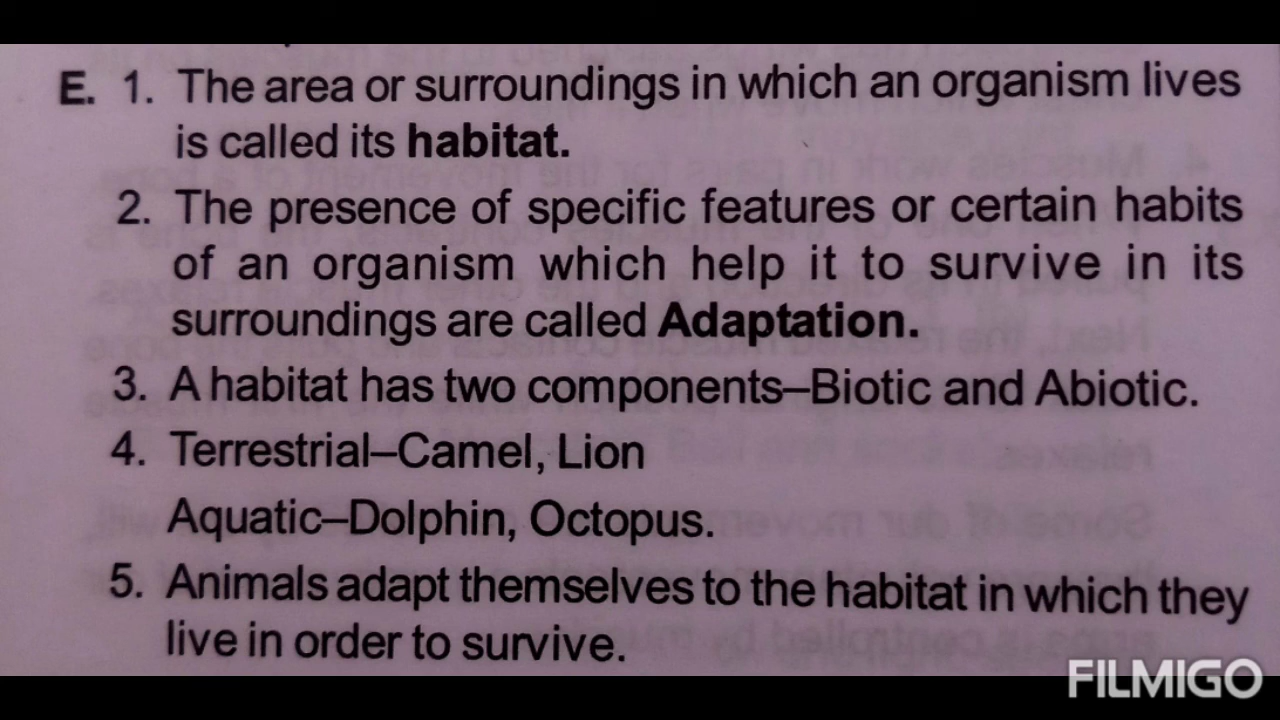 E. 1. The area or surroundings in which an organism lives
is called its habitat.
2. The presence of specific features or certain habits
of an organism which help it to survive in its
surroundings are called Adaptation.
3. A habitat has two components–Biotic and Abiotic.
4. Terrestrial–Camel, Lion
Aquatic–Dolphin, Octopus.
5. Animals adapt themselves to the habitat in which they
live in order to survive.
FILMIGO